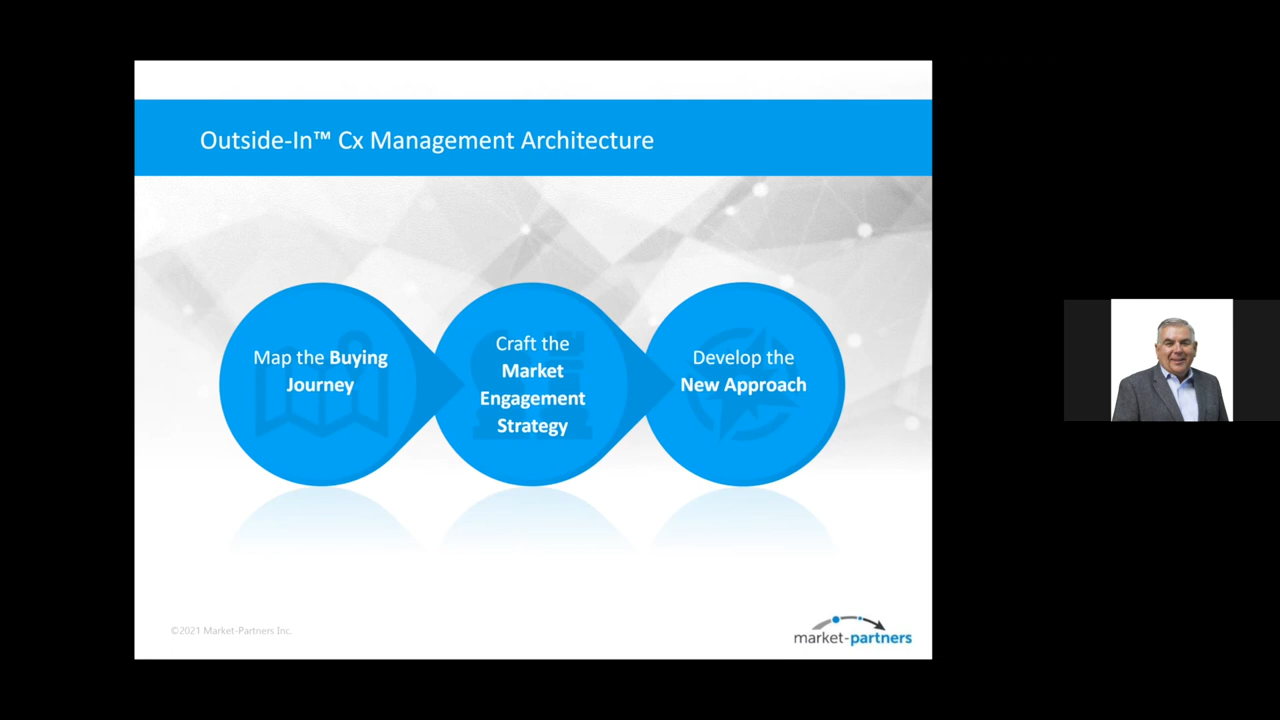 Outside-In™ Cx Management Architecture
Map the Buying
Journey
Craft the
Market
Engagement
Strategy
Develop the
New Approach
©2021 Market-Partners Inc.
market-partners